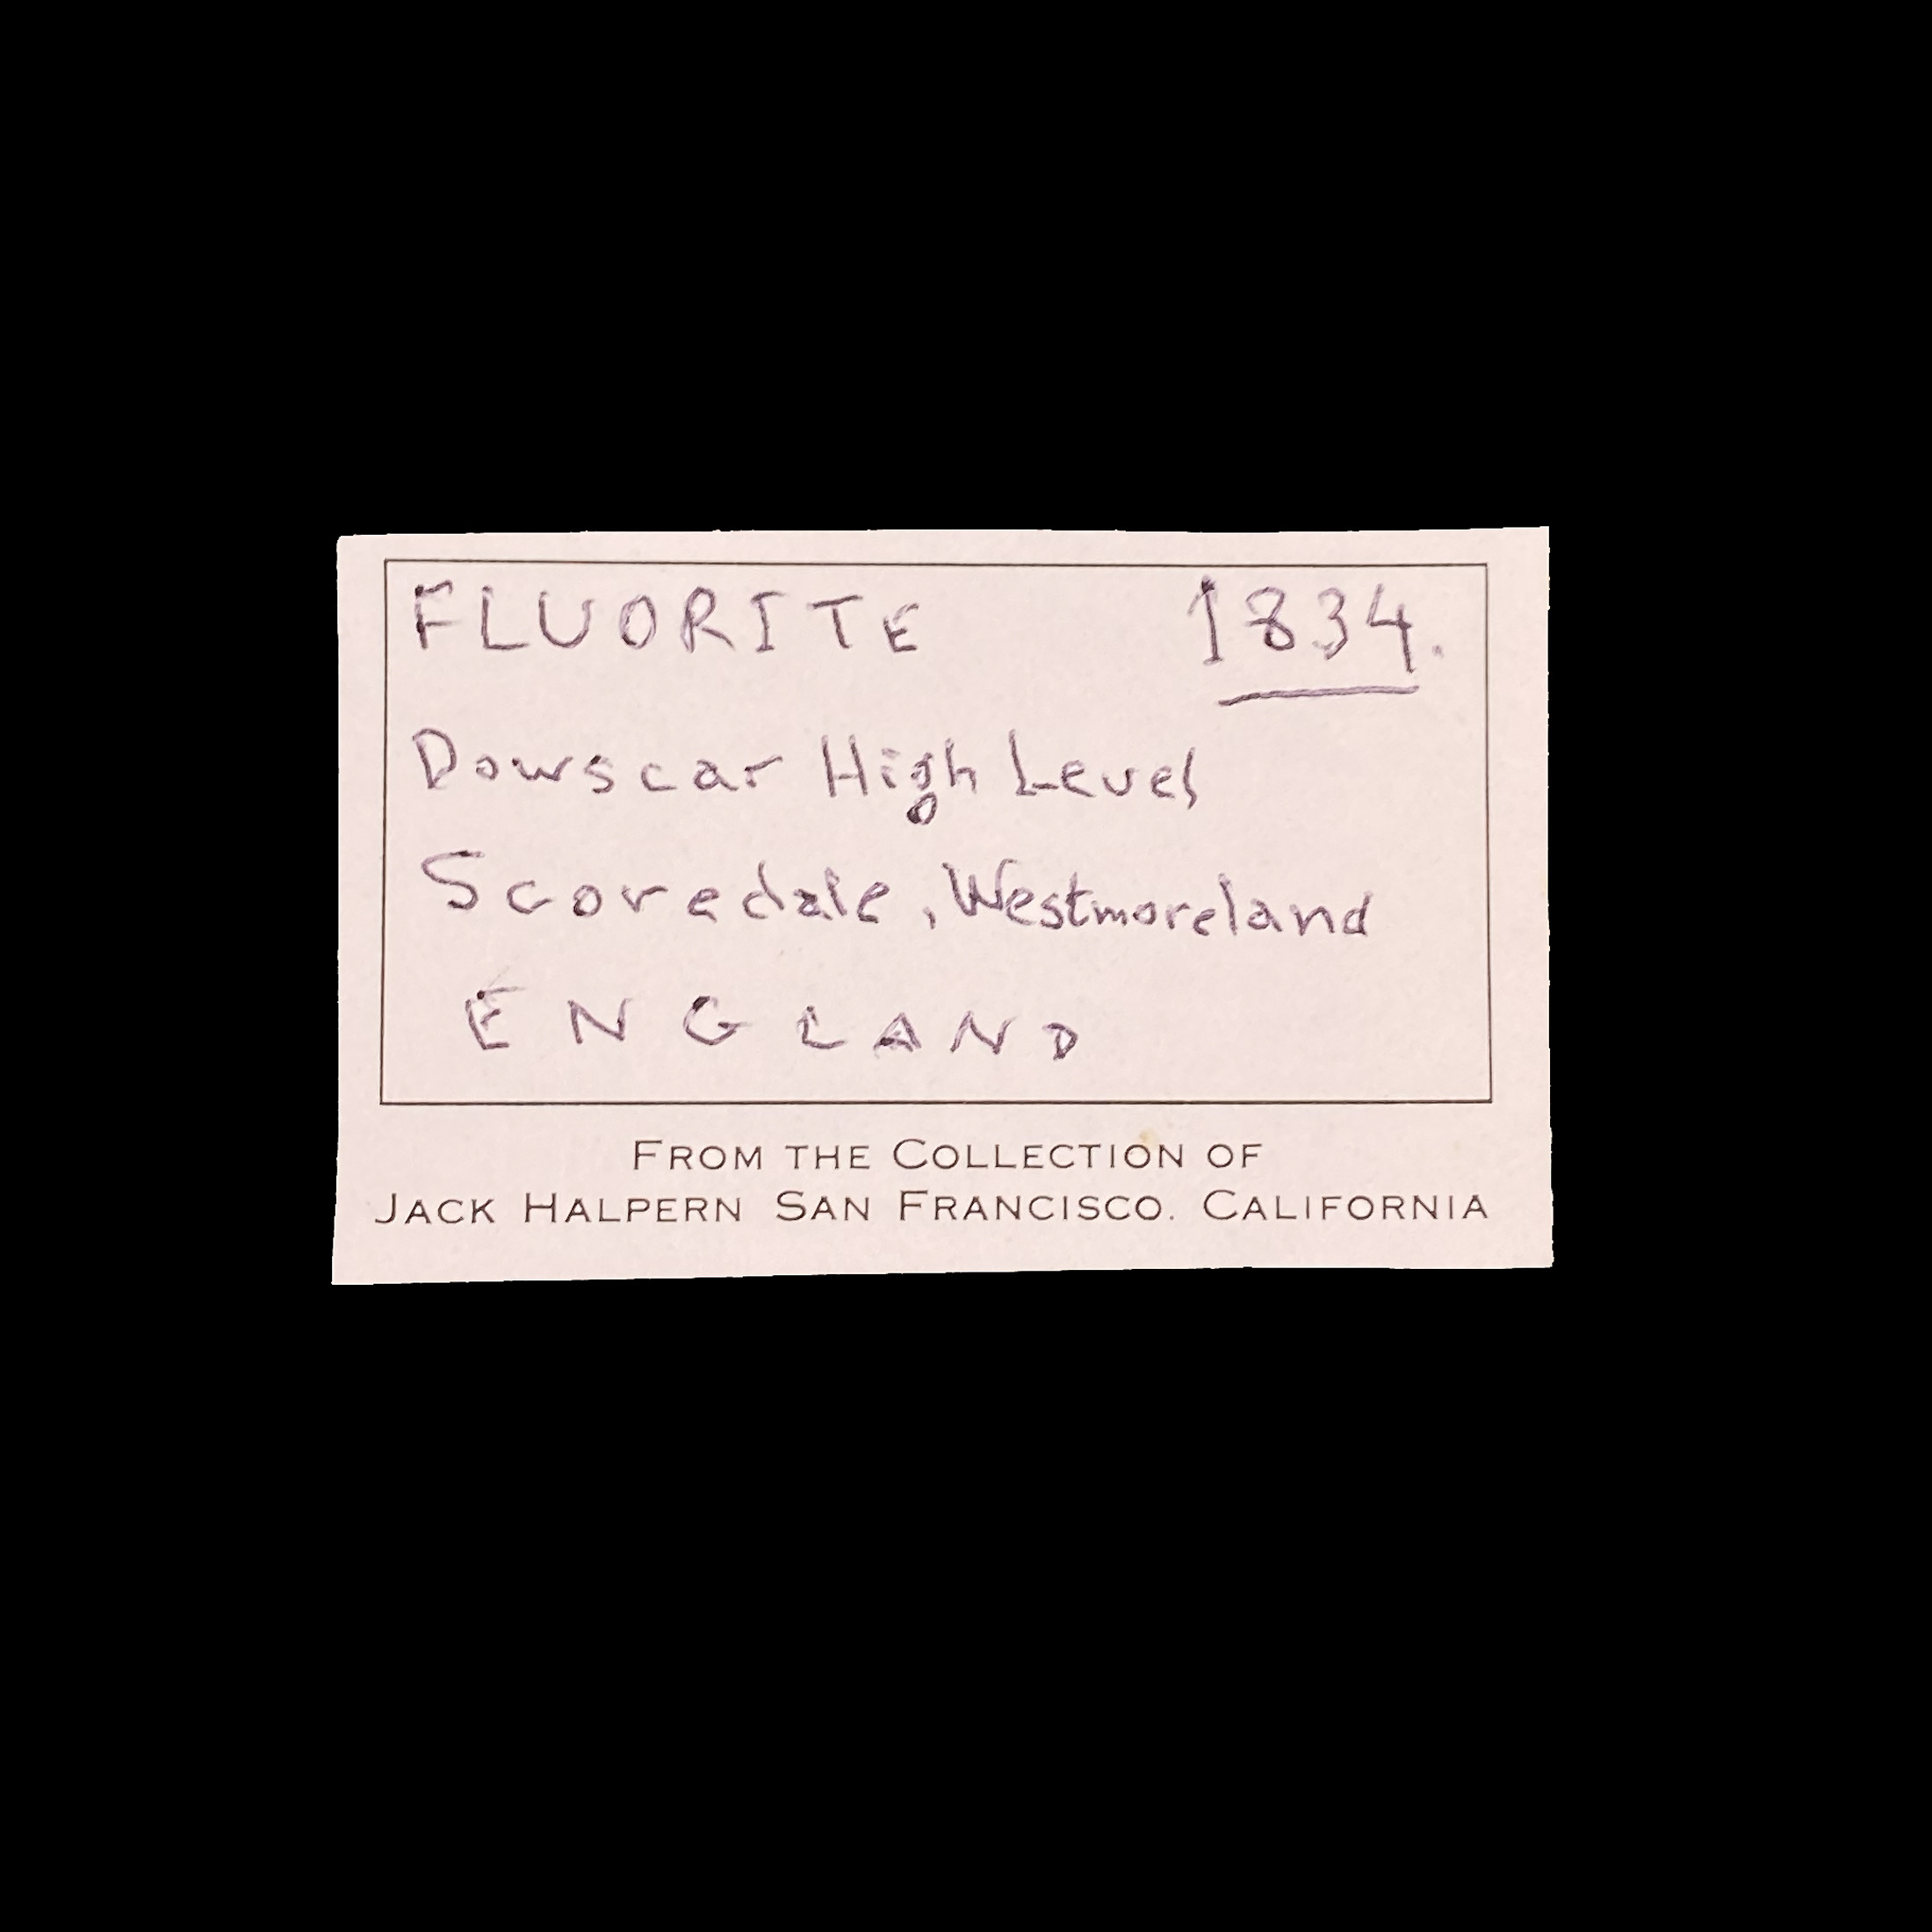 FLUORITE 1834.
Dowscar High Level
Scoredale, Westmoreland
ENGLAND
FROM THE COLLECTION OF
JACK HALPERN SAN FRANCISCO. CALIFORNIA